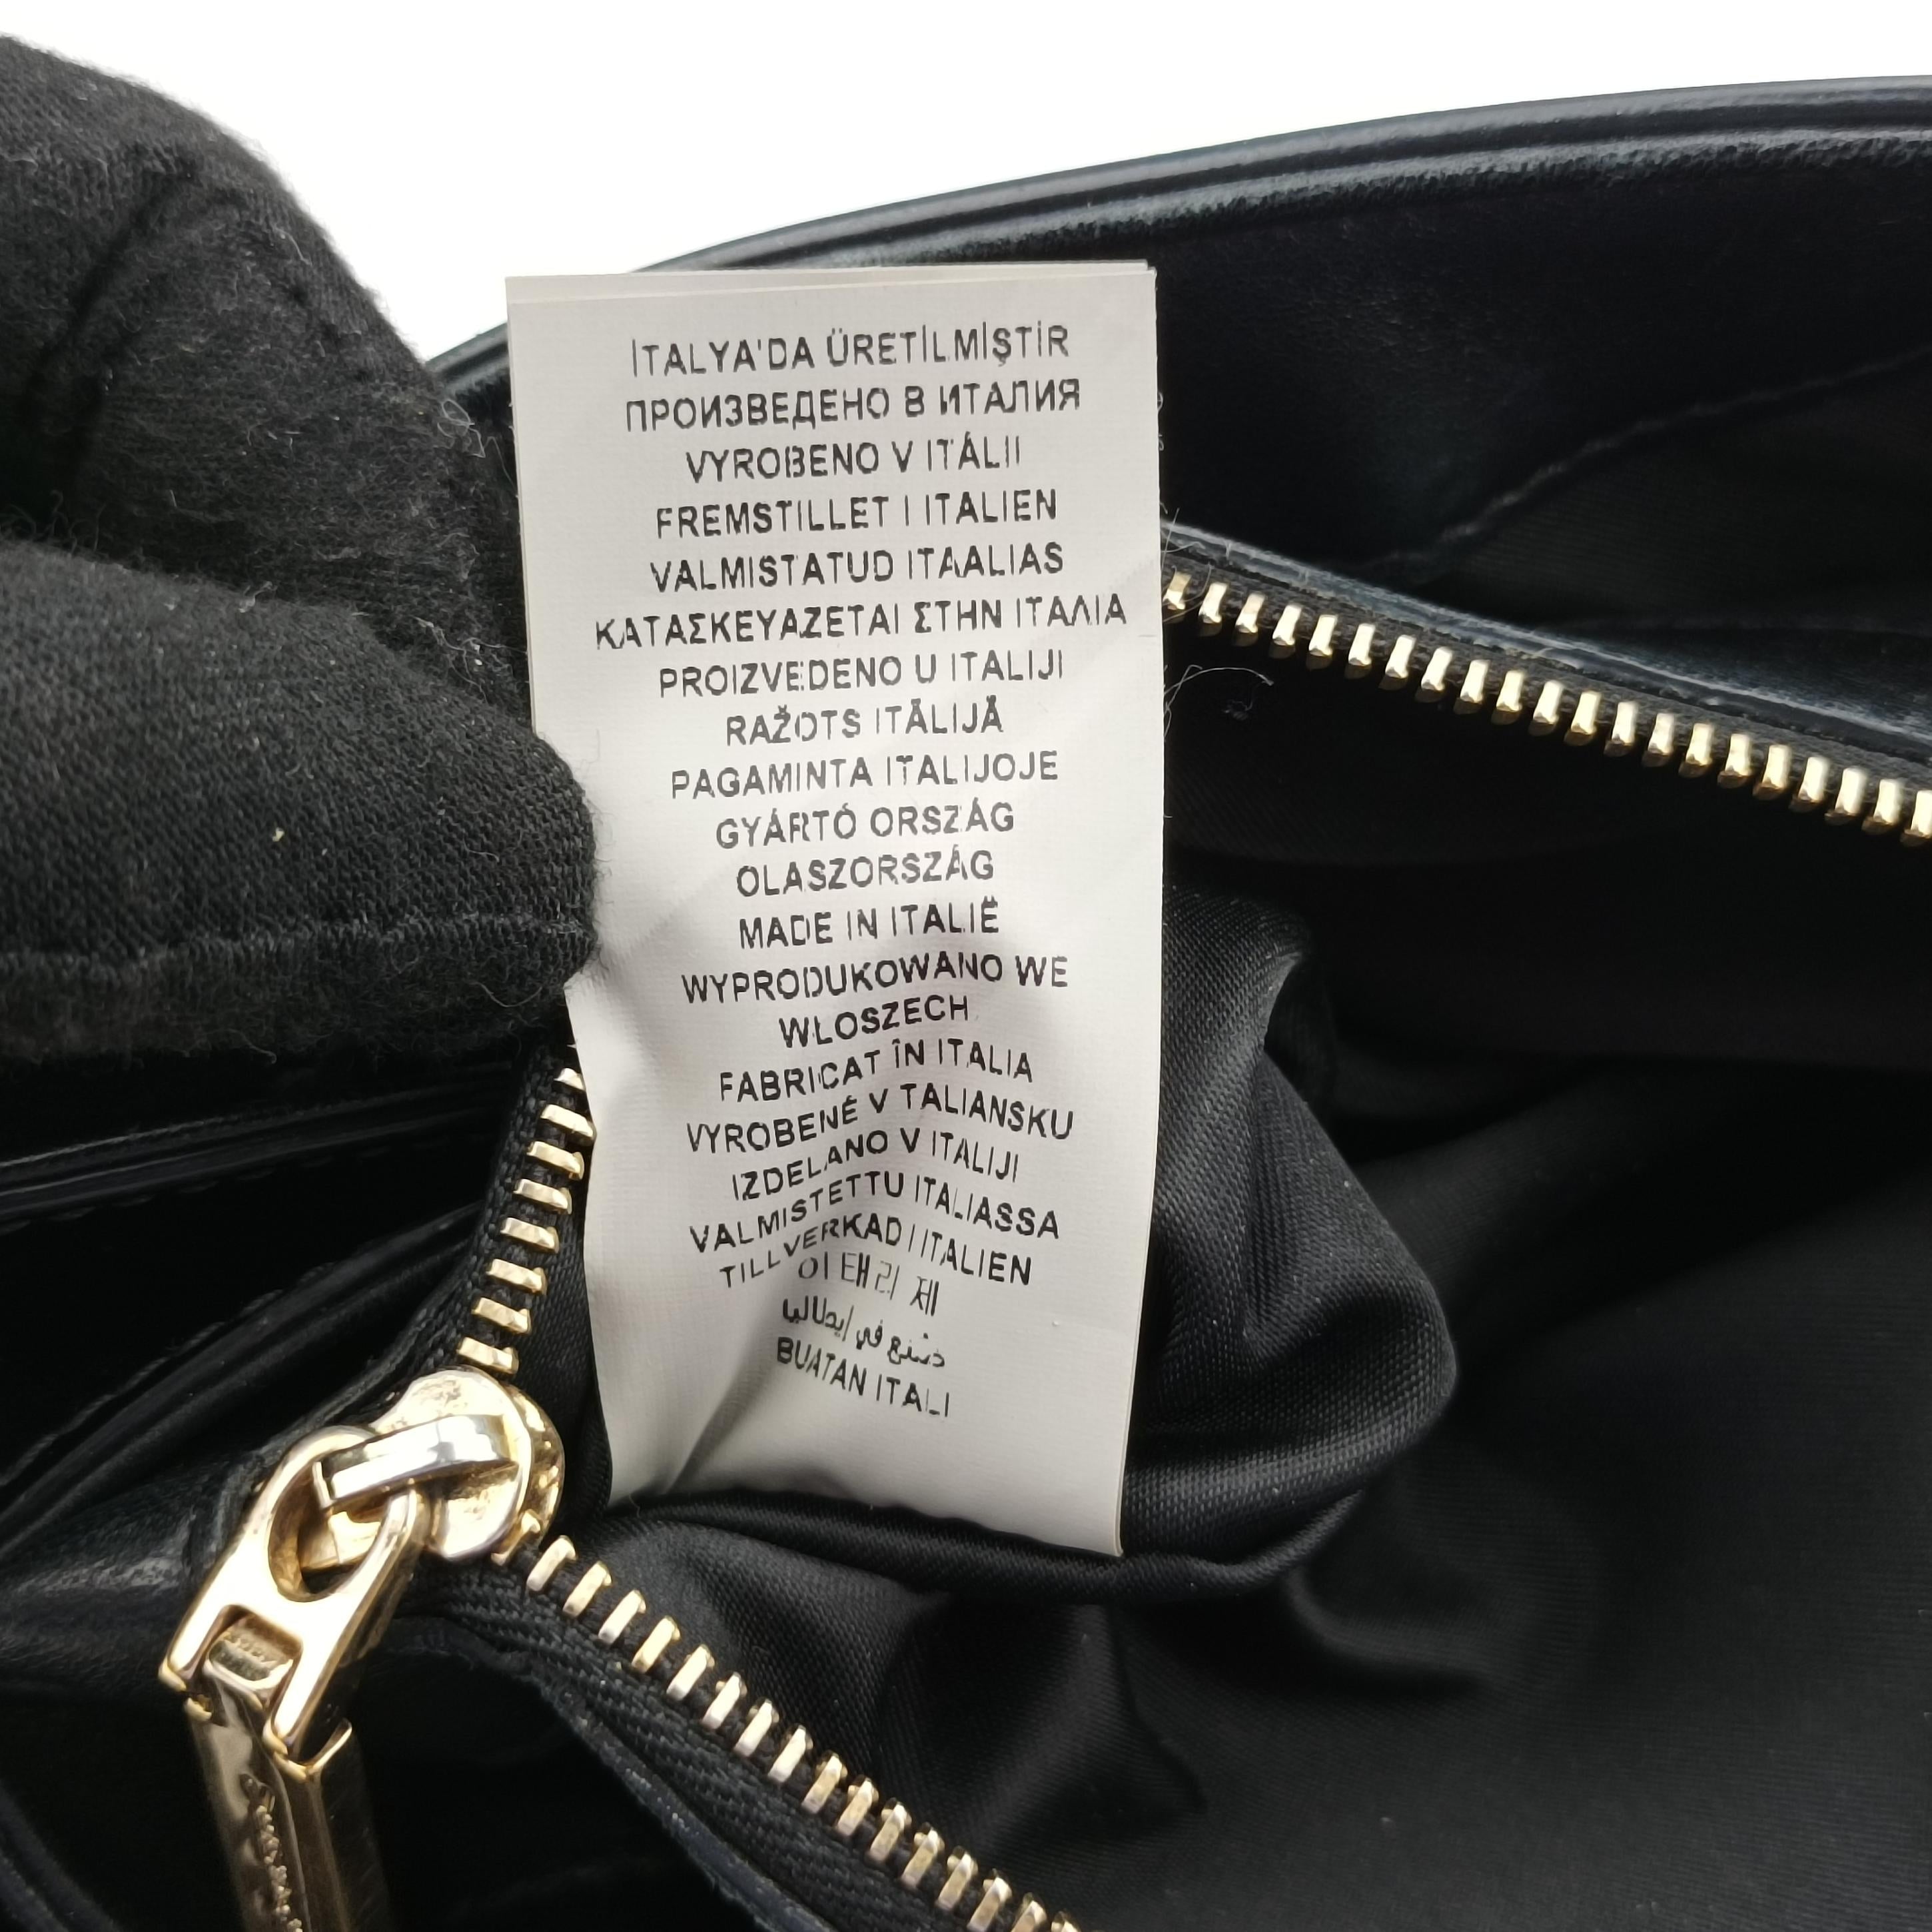 İTALYA'DA ÜRETİLMİŞTİR
ПРОИЗВЕДЕНО В ИТАЛИЯ
VYROBENO V ITÁLII
FREMSTILLET I ITALIEN
VALMISTATUD ITAALIAS
ΚΑΤΑΣΚΕΥΑΖΕΤΑΙ ΣΤΗΝ ΙΤΑΛΙΑ
PROIZVEDENO U ITALIJI
RAŽOTS ITĀLIJĀ
PAGAMINTA ITALIJOJE
GYÁRTÓ ORSZÁG
OLASZORSZÁG
MADE IN ITALIË
WYPRODUKOWANO WE
WŁOSZECH
FABRICAT ÎN ITALIA
VYROBENÉ V TALIANSKU
IZDELANO V ITALIJI
VALMISTETTU ITALIASSA
TILLVERKAD I ITALIEN
이태리 제
صنع في إيطاليا
BUATAN ITALI